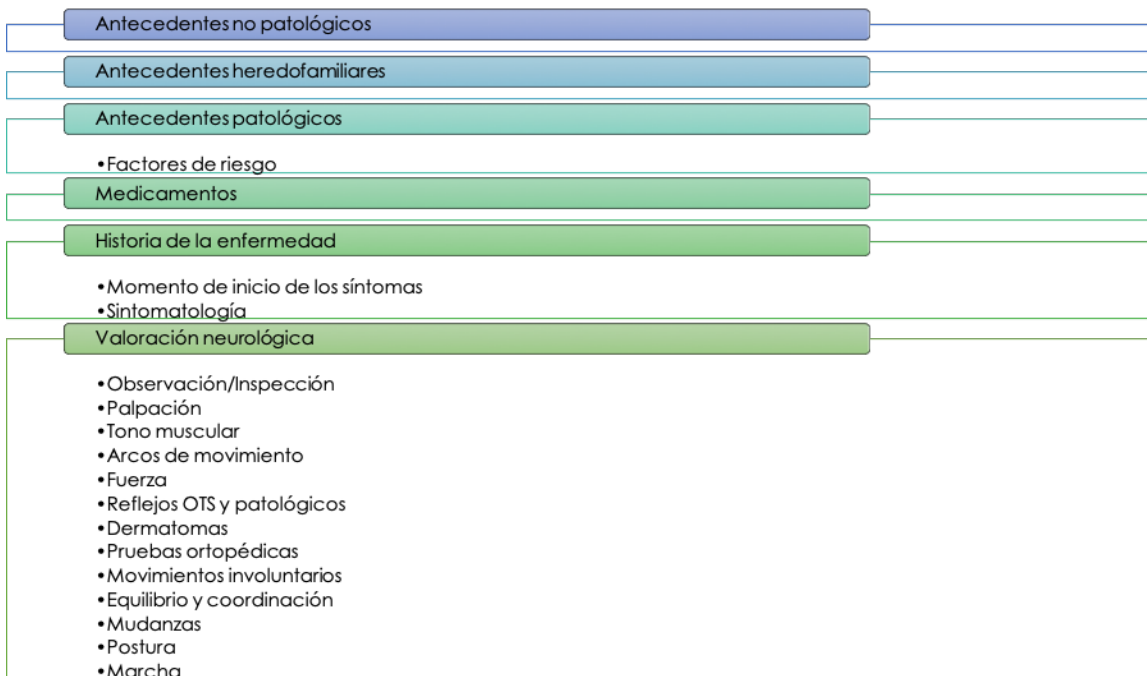 Antecedentes no patológicos
Antecedentes heredofamiliares
Antecedentes patológicos
•Factores de riesgo
Medicamentos
Historia de la enfermedad
•Momento de inicio de los síntomas
•Sintomatología
Valoración neurológica
•Observación/Inspección
•Palpación
•Tono muscular
•Arcos de movimiento
•Fuerza
•Reflejos OTS y patológicos
•Dermatomas
•Pruebas ortopédicas
•Movimientos involuntarios
•Equilibrio y coordinación
•Mudanzas
•Postura
•Marcha